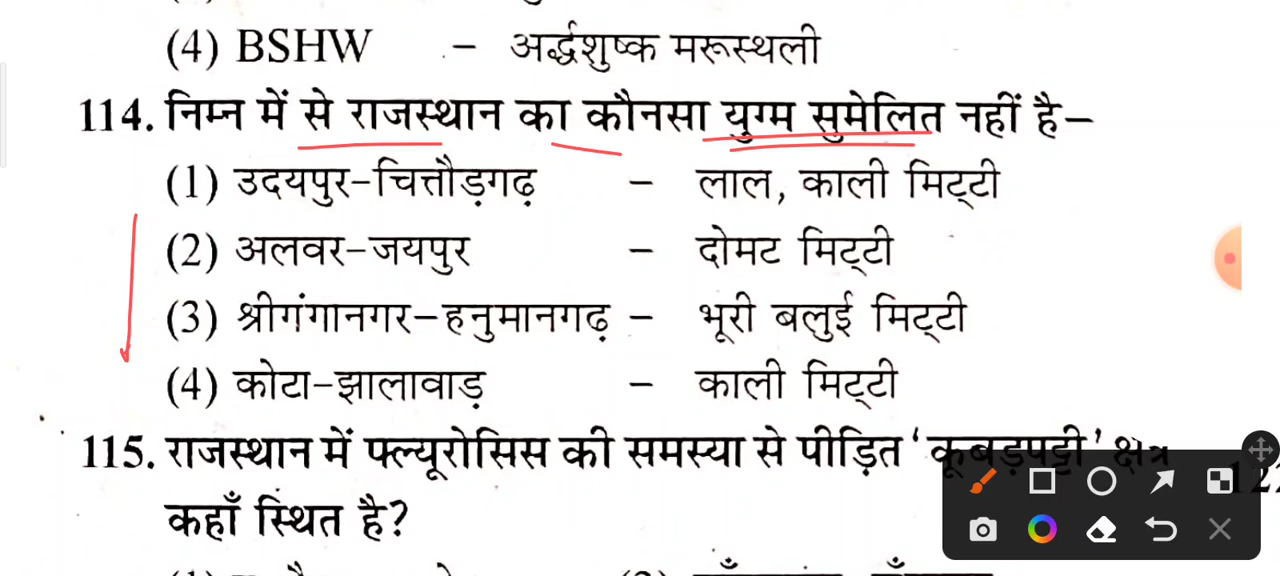 (4) BSHW - अर्द्धशुष्क मरूस्थली
114. निम्न में से राजस्थान का कौनसा युग्म सुमेलित नहीं है–
(1) उदयपुर-चित्तौड़गढ़ - लाल, काली मिट्टी
(2) अलवर-जयपुर - दोमट मिट्टी
(3) श्रीगंगानगर-हनुमानगढ़ - भूरी बलुई मिट्टी
(4) कोटा-झालावाड़ - काली मिट्टी
115. राजस्थान में फ्ल्यूरोसिस की समस्या से पीड़ित 'कूबड़पट्टी' क्षेत्र
कहाँ स्थित है?